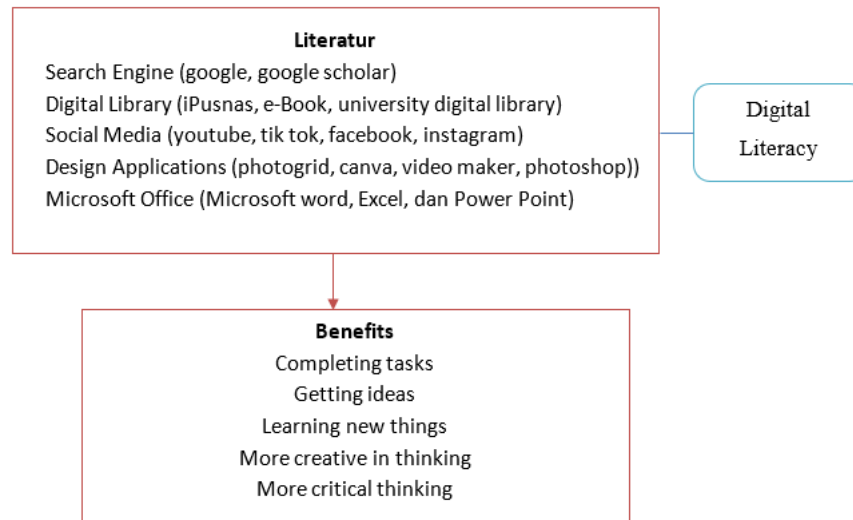 Literatur
Search Engine (google, google scholar)
Digital Library (iPusnas, e-Book, university digital library)
Social Media (youtube, tik tok, facebook, instagram)
Design Applications (photogrid, canva, video maker, photoshop))
Microsoft Office (Microsoft word, Excel, dan Power Point)
Digital
Literacy
Benefits
Completing tasks
Getting ideas
Learning new things
More creative in thinking
More critical thinking